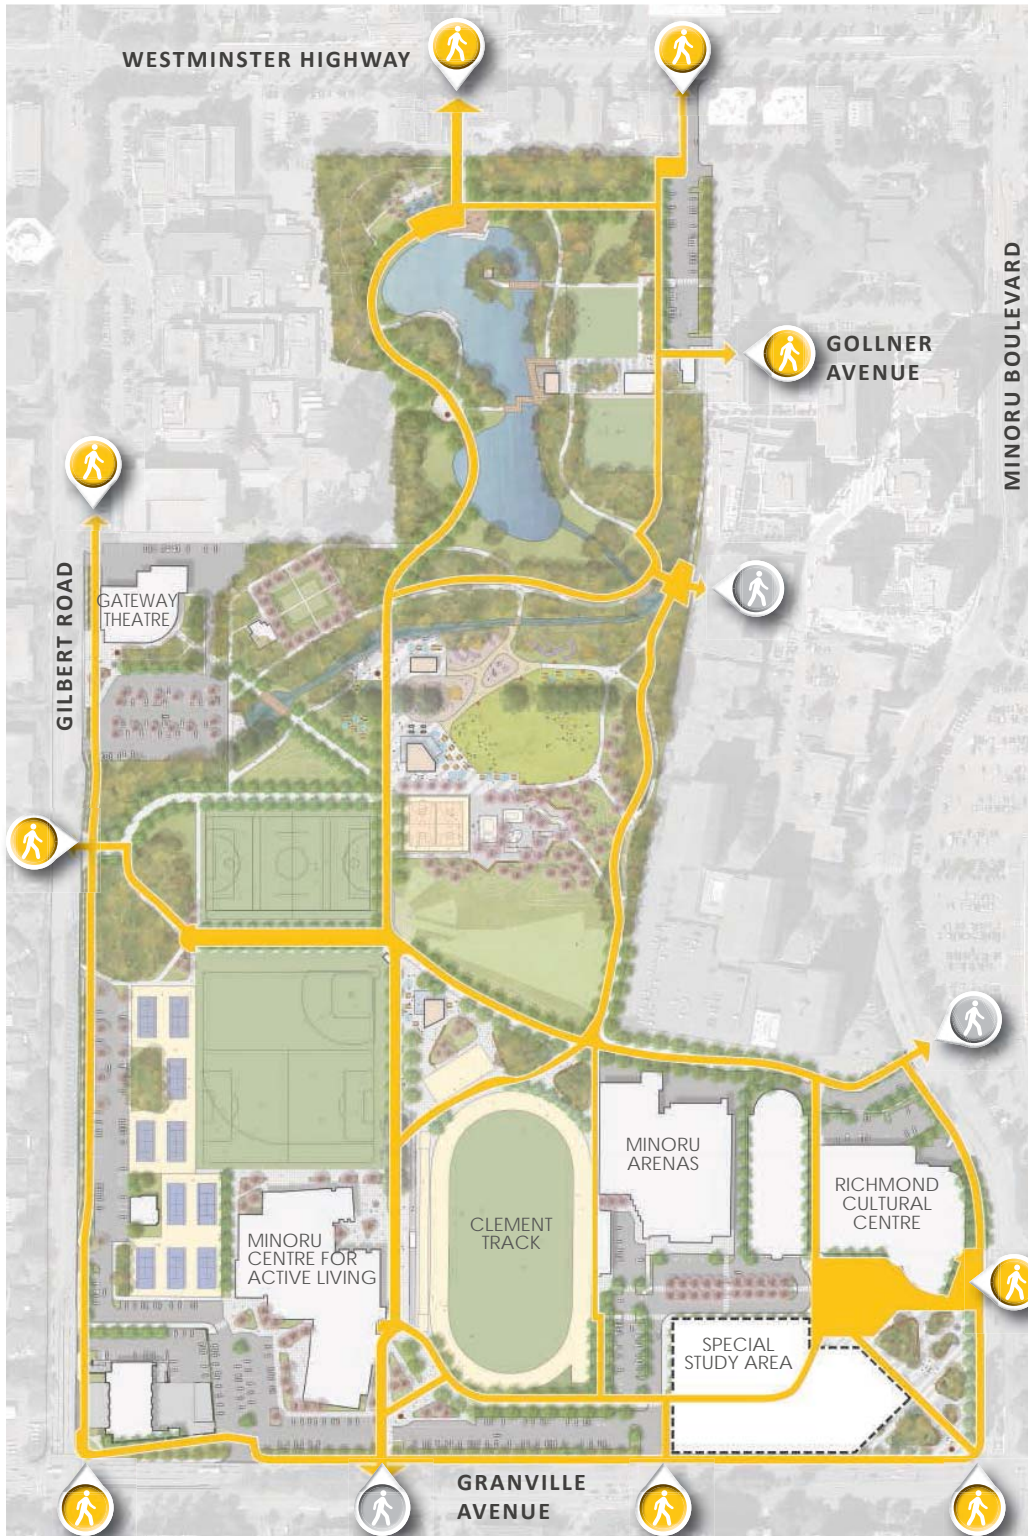 WESTMINSTER HIGHWAY
MINORU BOULEVARD
GOLLNER
AVENUE
GILBERT ROAD
GATEWAY
THEATRE
MINORU
ARENAS
RICHMOND
CULTURAL
CENTRE
CLEMENT
TRACK
MINORU
CENTRE FOR
ACTIVE LIVING
SPECIAL
STUDY AREA
GRANVILLE
AVENUE